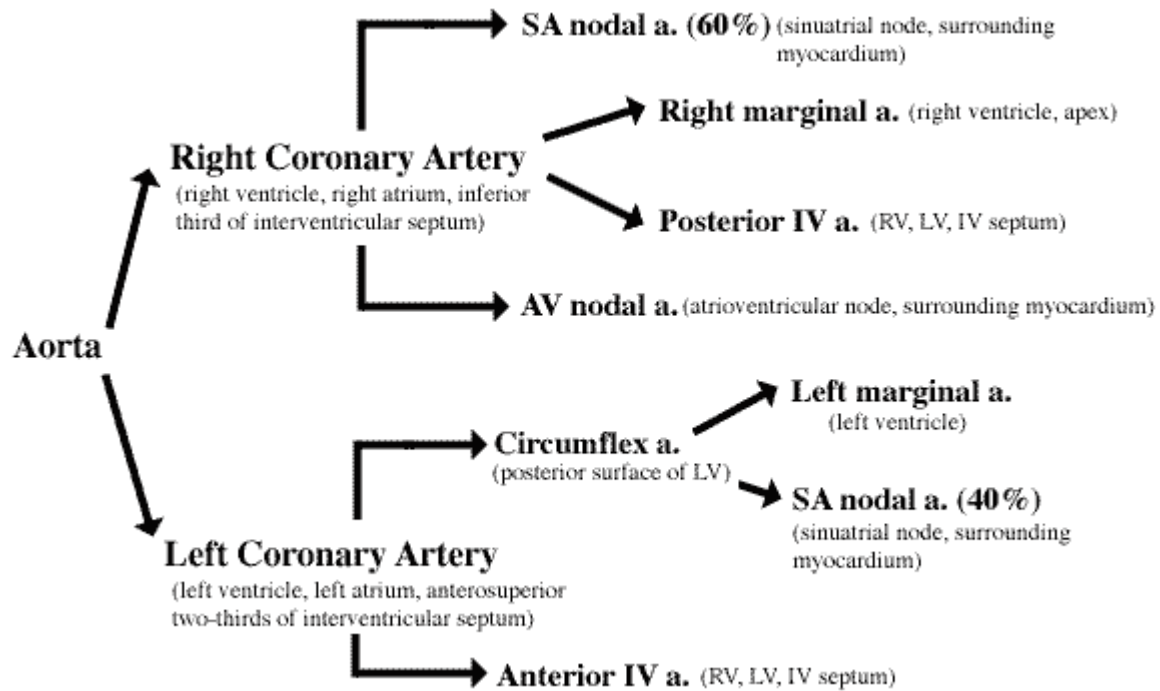 SA nodal a. (60%) (sinuatrial node, surrounding
myocardium)
Right marginal a. (right ventricle, apex)
Right Coronary Artery
(right ventricle, right atrium, inferior
third of interventricular septum)
Posterior IV a. (RV, LV, IV septum)
AV nodal a. (atrioventricular node, surrounding myocardium)
Aorta
Left marginal a.
(left ventricle)
Circumflex a.
(posterior surface of LV)
SA nodal a. (40%)
(sinuatrial node, surrounding
myocardium)
Left Coronary Artery
(left ventricle, left atrium, anterosuperior
two-thirds of interventricular septum)
Anterior IV a. (RV, LV, IV septum)